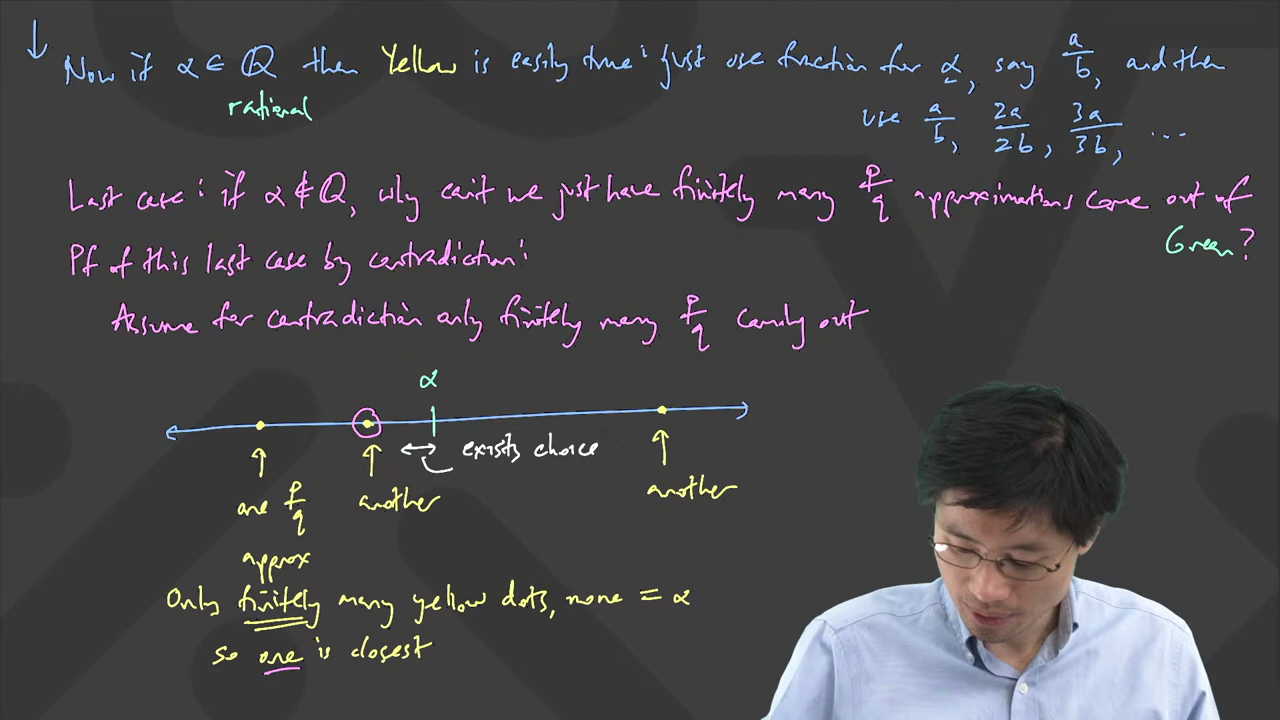 Now if α ∈ ℚ then Yellow is easily true: just use fraction for α, say a/b, and then
rational
use a/b, 2a/2b, 3a/3b, ...
Last case: if α ∉ ℚ, why can't we just have finitely many p/q approximations come out of
Green?
Pf of this last case by contradiction:
Assume for contradiction only finitely many p/q coming out
α
exists choice
one p/q
approx
another
another
Only finitely many yellow dots, none = α
so one is closest